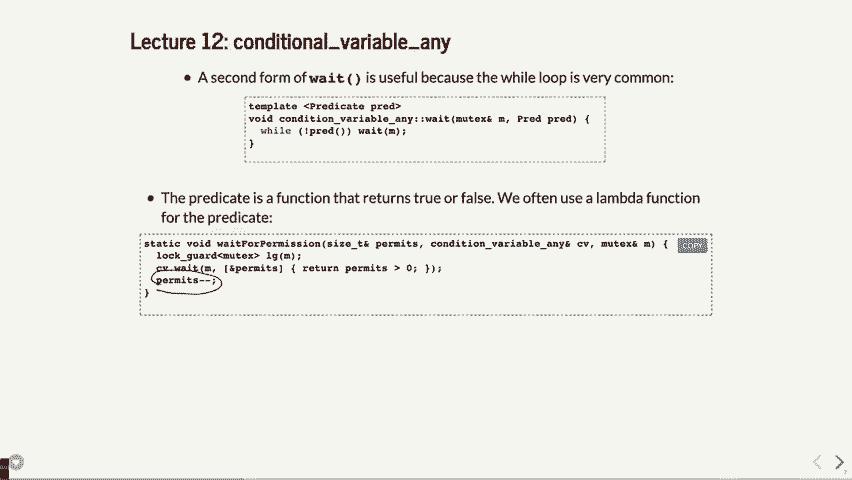 Lecture 12: conditional_variable_any
• A second form of wait() is useful because the while loop is very common:
template <Predicate pred>
void condition_variable_any::wait(mutex& m, Pred pred) {
while (!pred()) wait(m);
}
• The predicate is a function that returns true or false. We often use a lambda function
for the predicate:
static void waitForPermission(size_t& permits, condition_variable_any& cv, mutex& m) {
lock_guard<mutex> lg(m);
cv.wait(m, [&permits] { return permits > 0; });
permits--;
}